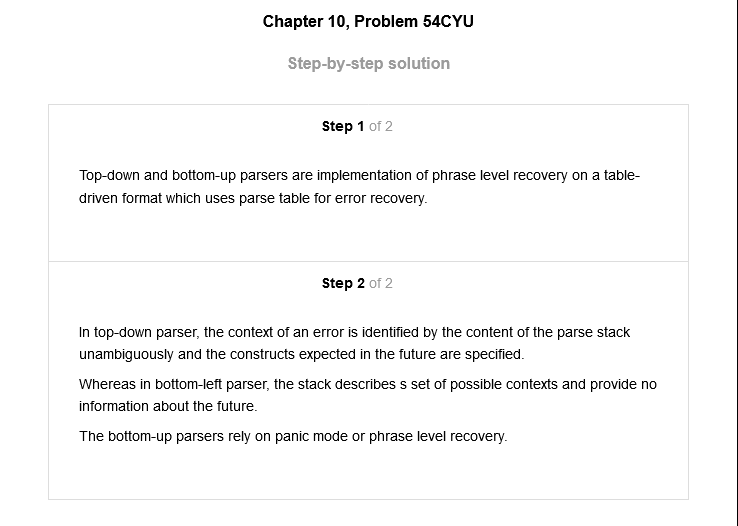 Chapter 10, Problem 54CYU
Step-by-step solution
Step 1 of 2
Top-down and bottom-up parsers are implementation of phrase level recovery on a table-
driven format which uses parse table for error recovery.
Step 2 of 2
In top-down parser, the context of an error is identified by the content of the parse stack
unambiguously and the constructs expected in the future are specified.
Whereas in bottom-left parser, the stack describes s set of possible contexts and provide no
information about the future.
The bottom-up parsers rely on panic mode or phrase level recovery.